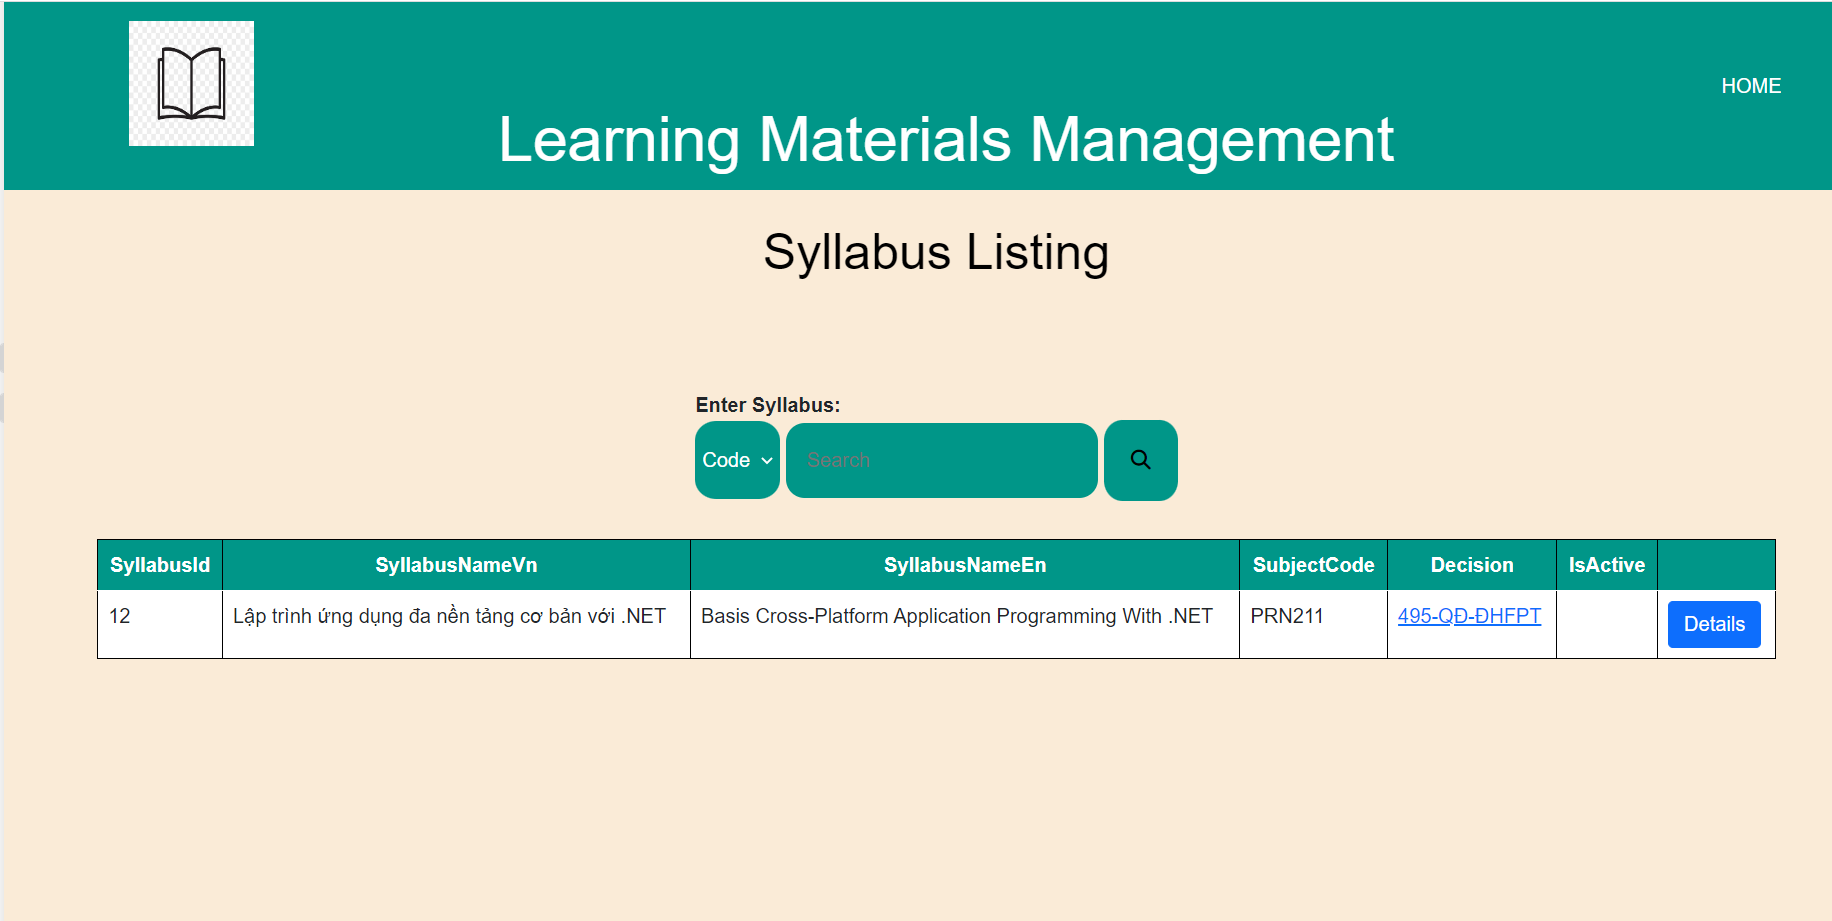 HOME
Learning Materials Management
Syllabus Listing
Enter Syllabus:
Code Search
SyllabusId SyllabusNameVn SyllabusNameEn SubjectCode Decision IsActive
12 Lập trình ứng dụng đa nền tảng cơ bản với .NET Basis Cross-Platform Application Programming With .NET PRN211 495-QĐ-ĐHFPT Details